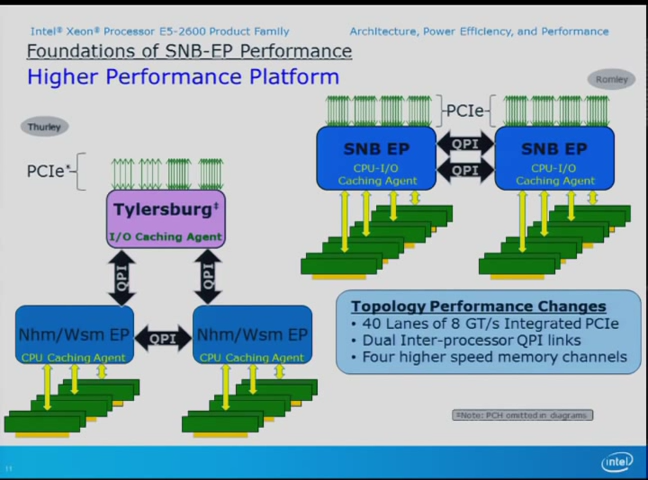 Intel® Xeon® Processor E5-2600 Product Family
Architecture, Power Efficiency, and Performance
Foundations of SNB-EP Performance
Higher Performance Platform
Romley
Thurley
PCIe
PCIe*
SNB EP
CPU-I/O
Caching Agent
QPI
QPI
SNB EP
CPU-I/O
Caching Agent
Tylersburg‡
I/O Caching Agent
QPI
QPI
Nhm/Wsm EP
CPU Caching Agent
QPI
Nhm/Wsm EP
CPU Caching Agent
Topology Performance Changes
• 40 Lanes of 8 GT/s Integrated PCIe
• Dual Inter-processor QPI links
• Four higher speed memory channels
‡Note: PCH omitted in diagrams
11
intel